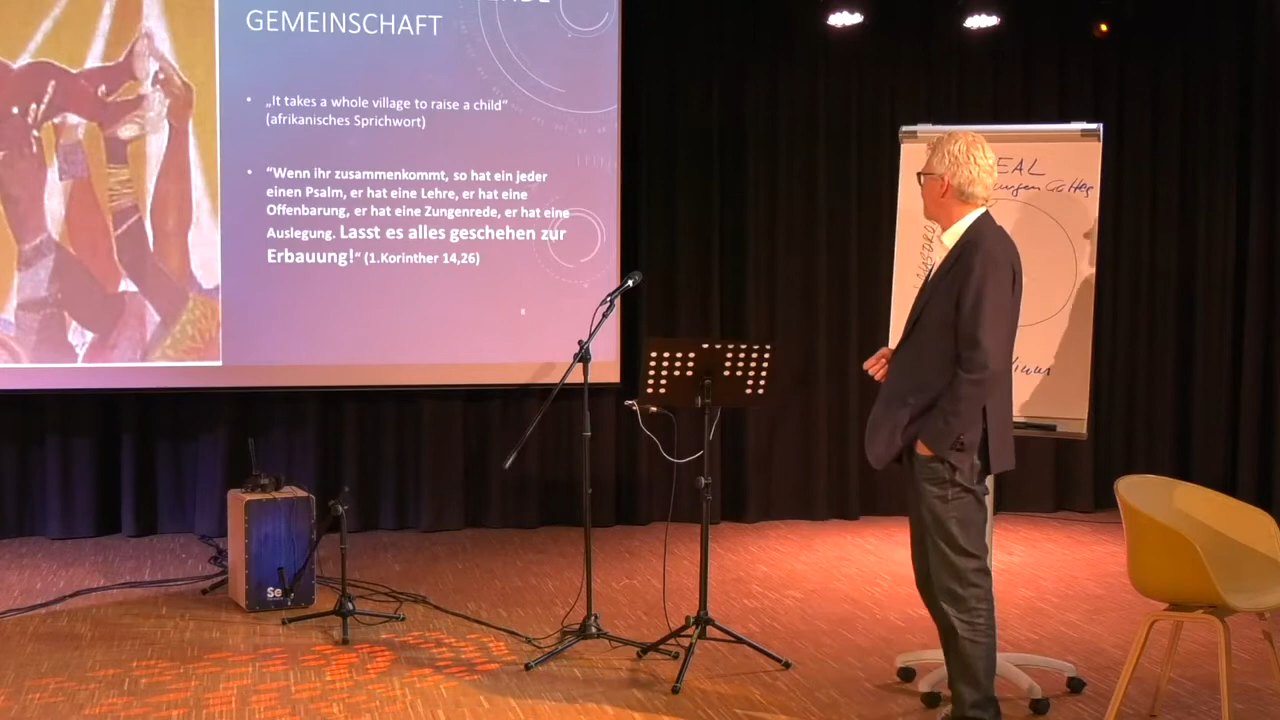 GEMEINSCHAFT
• „It takes a whole village to raise a child“
(afrikanisches Sprichwort)
• “Wenn ihr zusammenkommt, so hat ein jeder
einen Psalm, er hat eine Lehre, er hat eine
Offenbarung, er hat eine Zungenrede, er hat eine
Auslegung. Lasst es alles geschehen zur
Erbauung!“ (1.Korinther 14,26)
EAL
Gottes
Se